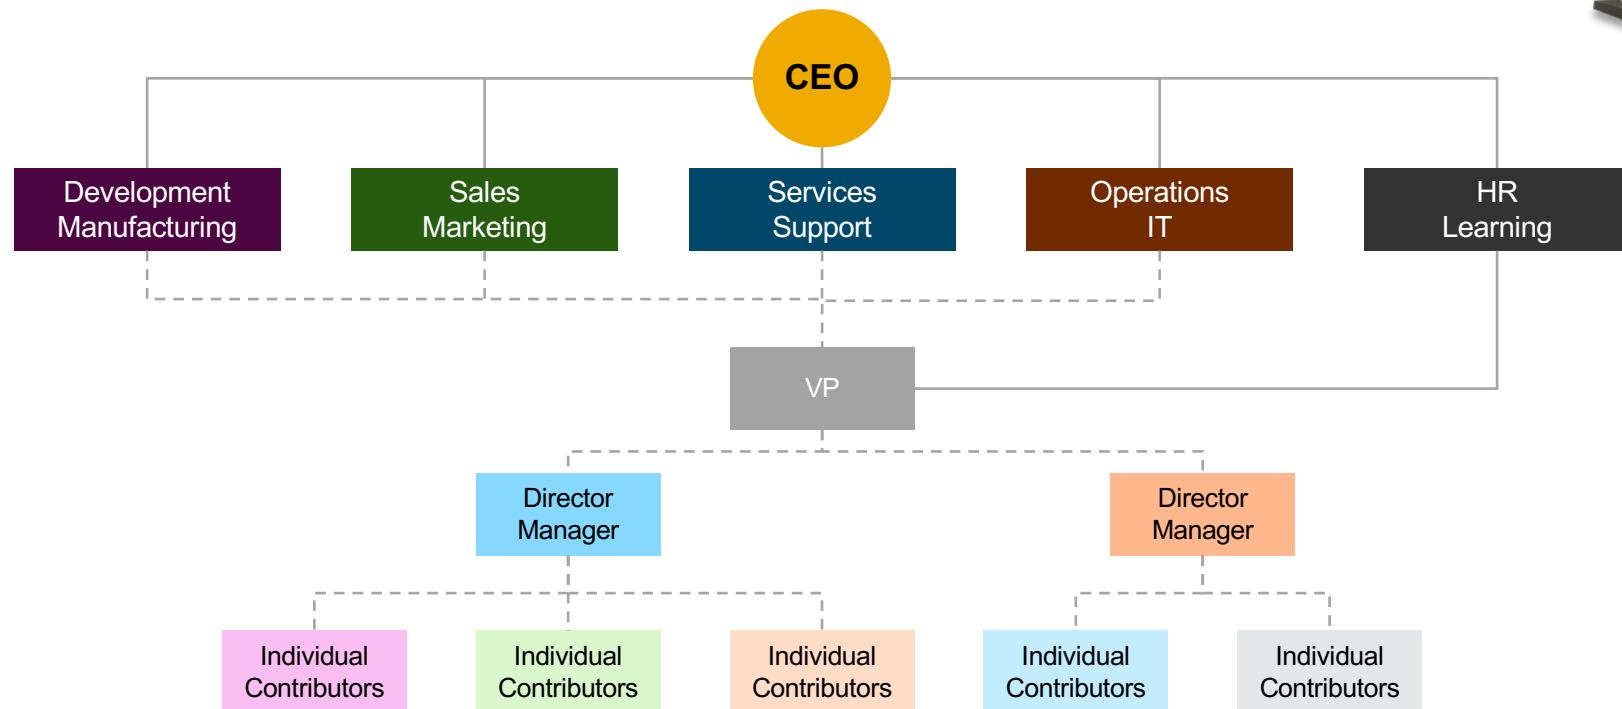 CEO
Development
Manufacturing
Sales
Marketing
Services
Support
Operations
IT
HR
Learning
VP
Director
Manager
Director
Manager
Individual
Contributors
Individual
Contributors
Individual
Contributors
Individual
Contributors
Individual
Contributors